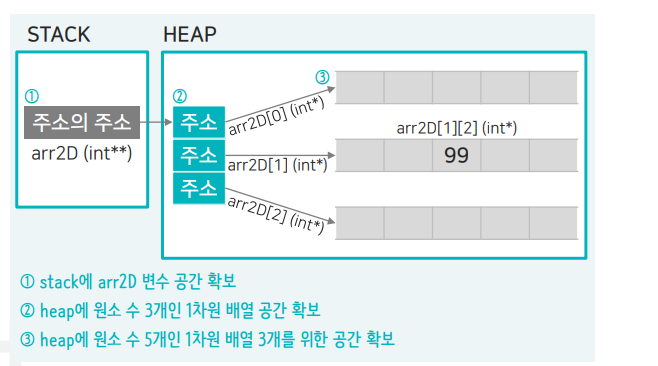 STACK
HEAP
①
주소의 주소
arr2D (int**)
②
주소
주소
주소
arr2D[0] (int*)
arr2D[1] (int*)
arr2D[2] (int*)
③
arr2D[1][2] (int*)
99
① stack에 arr2D 변수 공간 확보
② heap에 원소 수 3개인 1차원 배열 공간 확보
③ heap에 원소 수 5개인 1차원 배열 3개를 위한 공간 확보